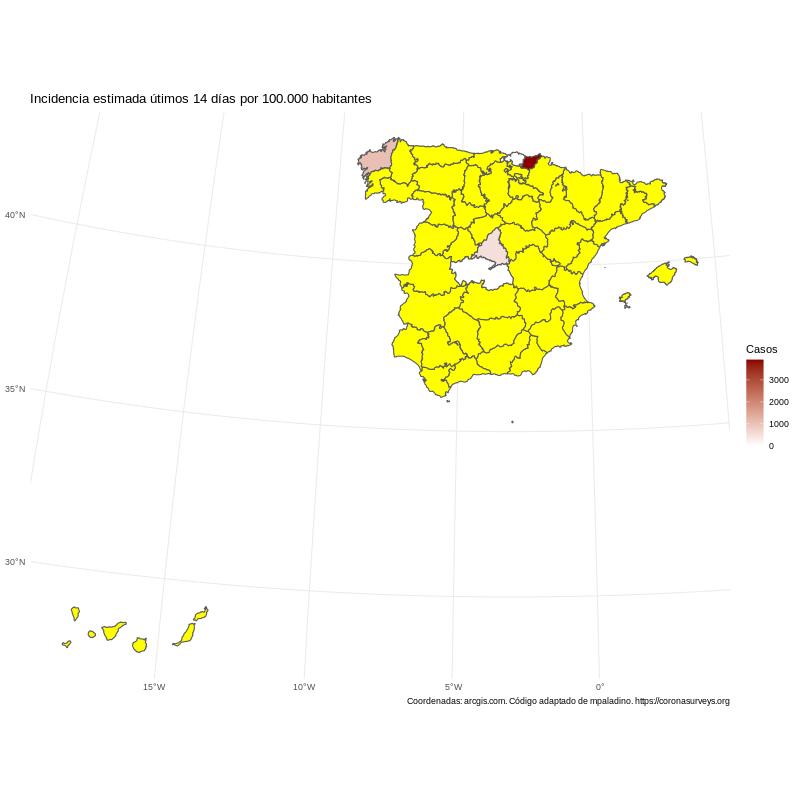 Incidencia estimada útimos 14 días por 100.000 habitantes
40°N
35°N
30°N
15°W
10°W
5°W
0°
Casos
3000
2000
1000
0
Coordenadas: arcgis.com. Código adaptado de mpaladino. https://coronasurveys.org